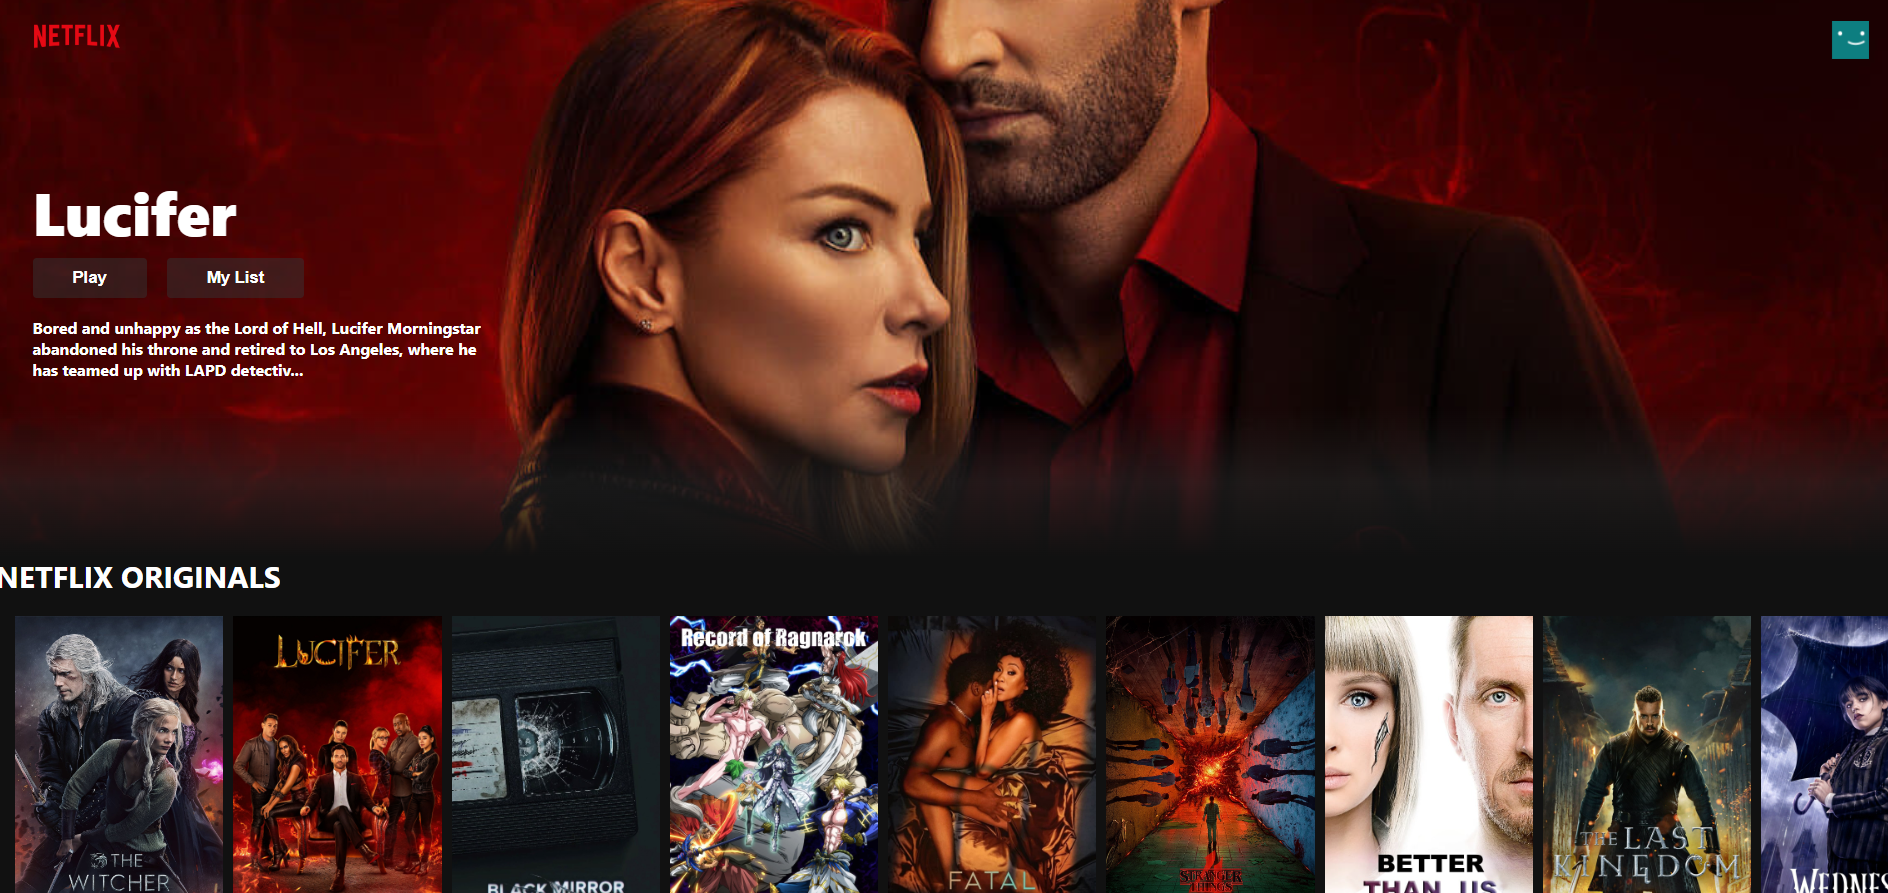 NETFLIX
Lucifer
Play
My List
Bored and unhappy as the Lord of Hell, Lucifer Morningstar
abandoned his throne and retired to Los Angeles, where he
has teamed up with LAPD detectiv...
NETFLIX ORIGINALS
THE
WITCHER
LUCIFER
BLACK MIRROR
Record of Ragnarok
FATAL
STRANGER
THINGS
BETTER
THAN US
THE LAST
KINGDOM
WEDNES